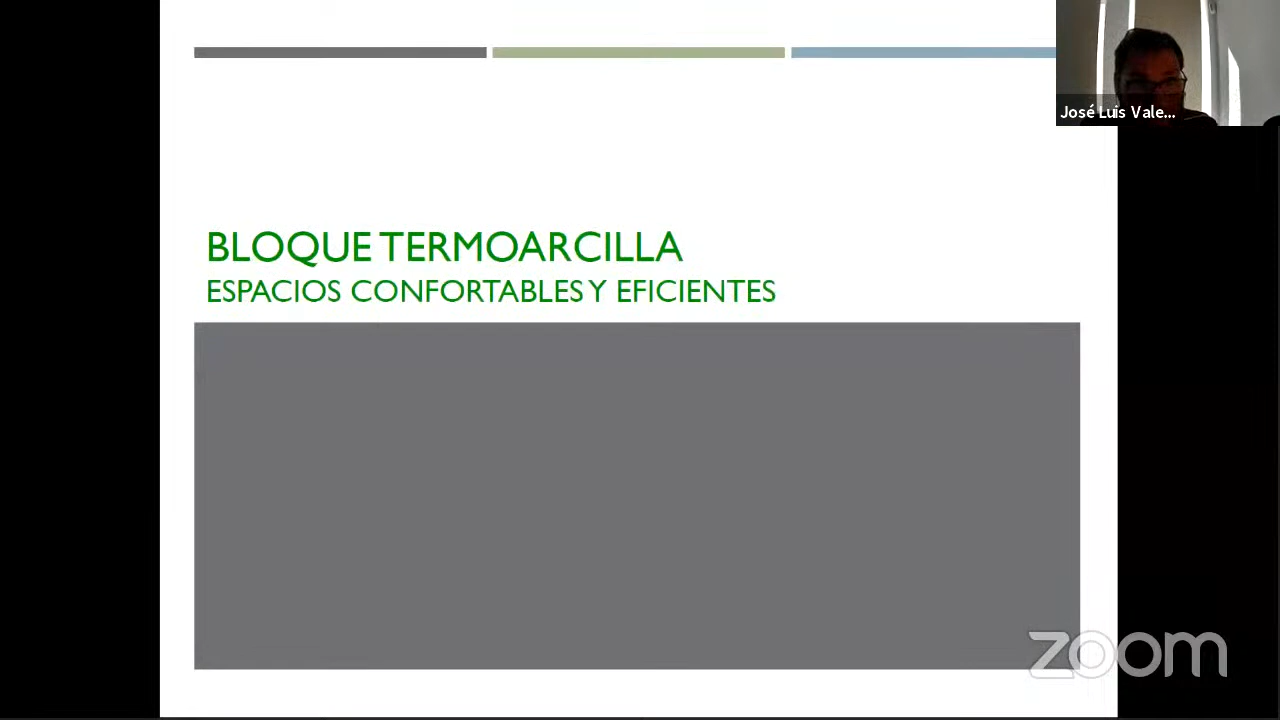 José Luis Vale...
BLOQUE TERMOARCILLA
ESPACIOS CONFORTABLES Y EFICIENTES
zoom